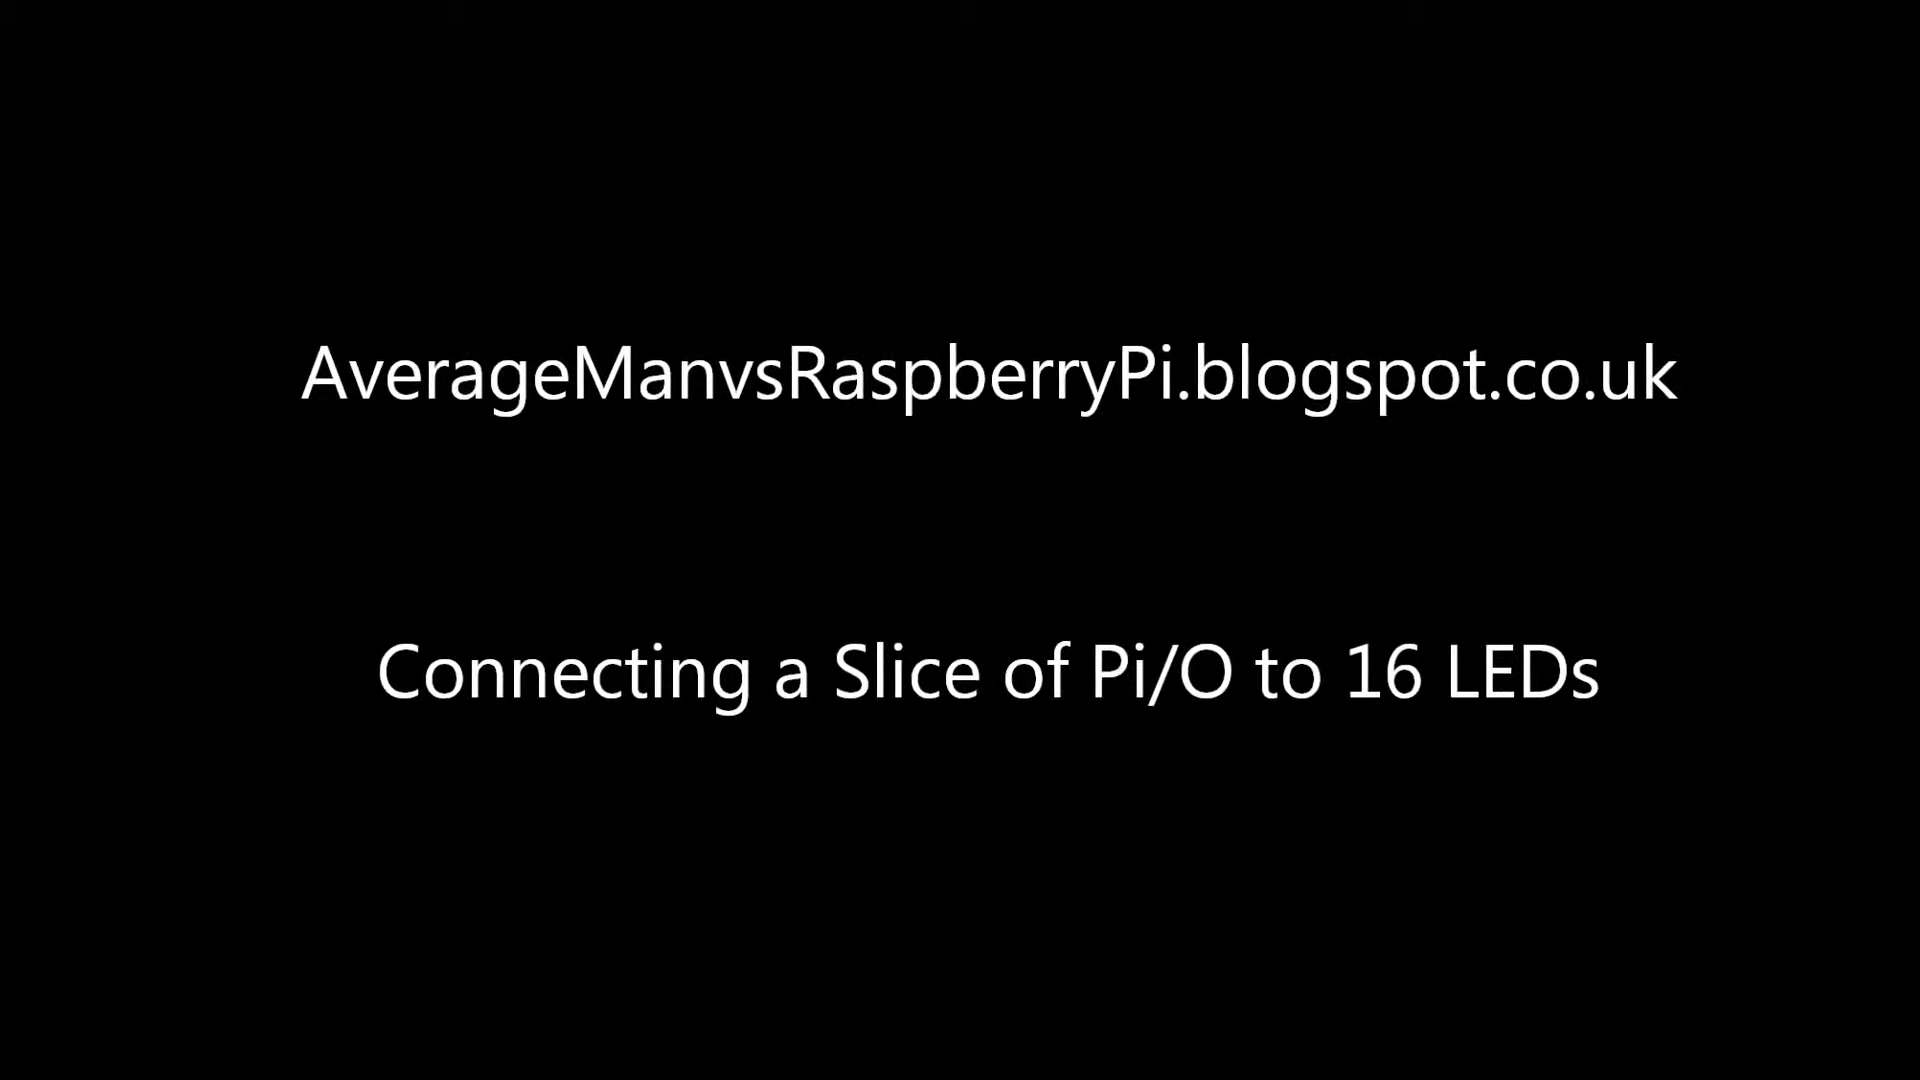 AverageManvsRaspberryPi.blogspot.co.uk
Connecting a Slice of Pi/O to 16 LEDs